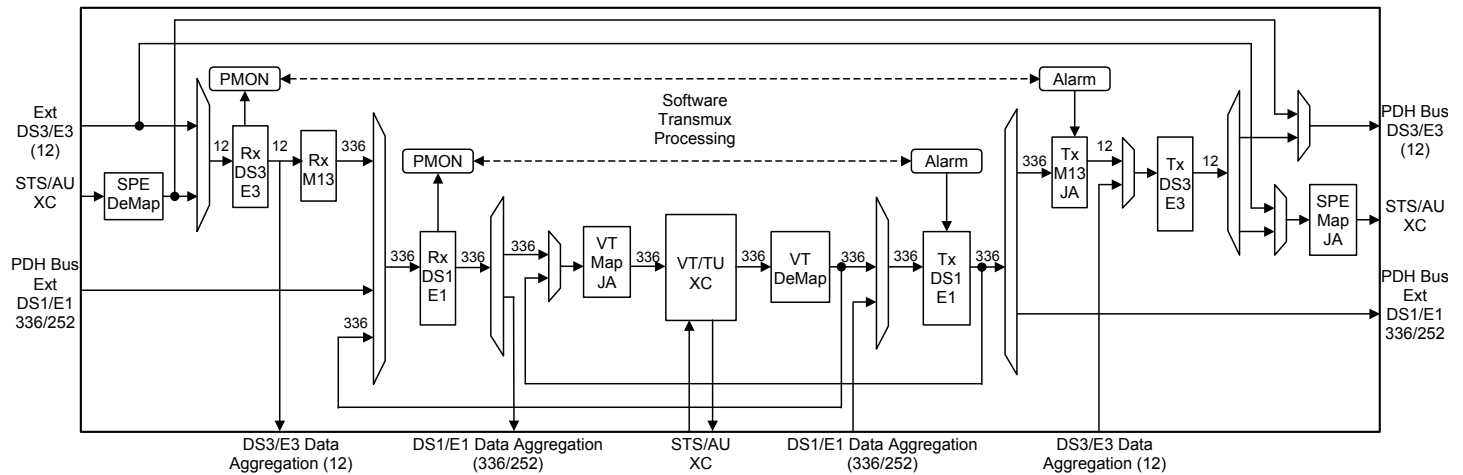 PMON
Alarm
Software
Transmux
Processing
Ext
DS3/E3
(12)
PDH Bus
DS3/E3
(12)
12
Rx
DS3
E3
12
Rx
M13
336
PMON
Alarm
336
Tx
M13
JA
12
Tx
DS3
E3
12
STS/AU
XC
SPE
DeMap
SPE
Map
JA
STS/AU
XC
PDH Bus
Ext
DS1/E1
336/252
336
336
Rx
DS1
E1
336
336
VT
Map
JA
336
VT/TU
XC
336
VT
DeMap
336
336
Tx
DS1
E1
336
PDH Bus
Ext
DS1/E1
336/252
DS3/E3 Data
Aggregation (12)
DS1/E1 Data Aggregation
(336/252)
STS/AU
XC
DS1/E1 Data Aggregation
(336/252)
DS3/E3 Data
Aggregation (12)